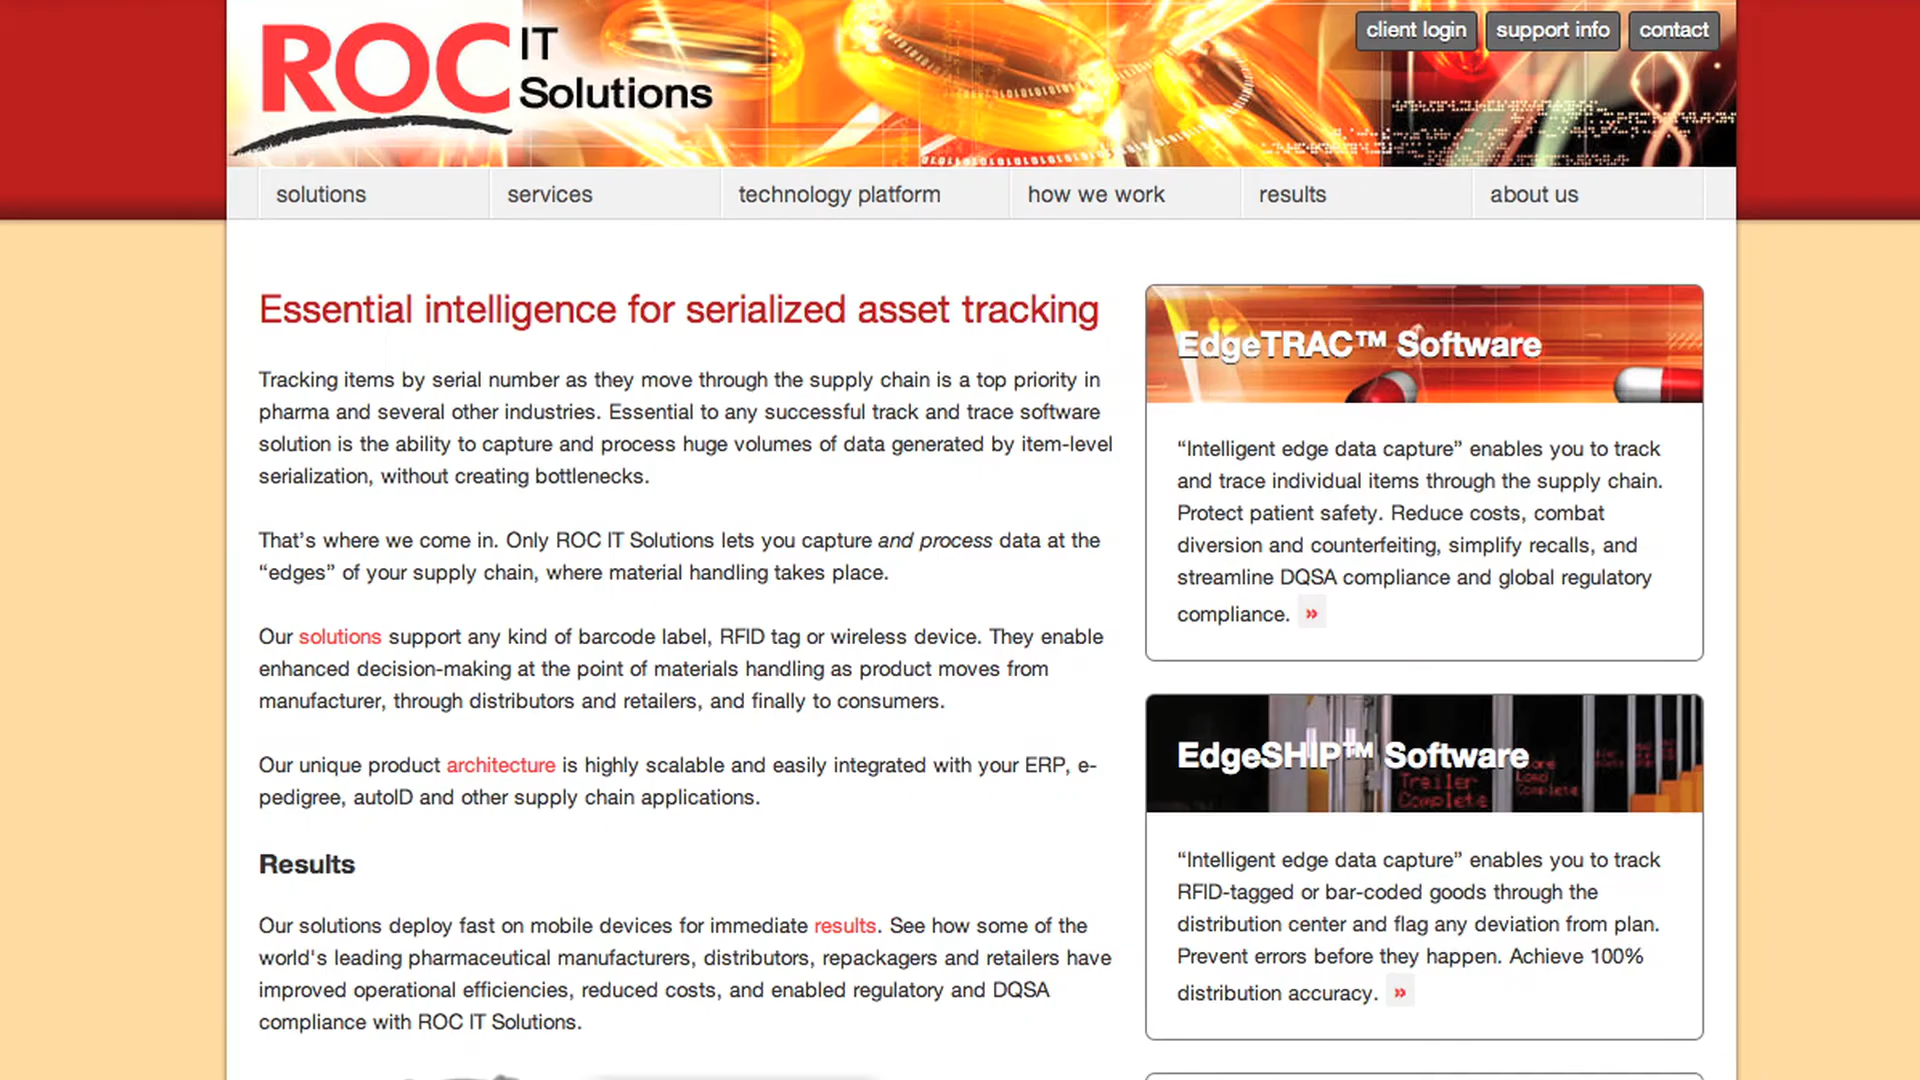 ROC IT
Solutions
client login
support info
contact
solutions
services
technology platform
how we work
results
about us
Essential intelligence for serialized asset tracking
Tracking items by serial number as they move through the supply chain is a top priority in
pharma and several other industries. Essential to any successful track and trace software
solution is the ability to capture and process huge volumes of data generated by item-level
serialization, without creating bottlenecks.
That’s where we come in. Only ROC IT Solutions lets you capture and process data at the
“edges” of your supply chain, where material handling takes place.
Our solutions support any kind of barcode label, RFID tag or wireless device. They enable
enhanced decision-making at the point of materials handling as product moves from
manufacturer, through distributors and retailers, and finally to consumers.
Our unique product architecture is highly scalable and easily integrated with your ERP, e-
pedigree, autoID and other supply chain applications.
Results
Our solutions deploy fast on mobile devices for immediate results. See how some of the
world's leading pharmaceutical manufacturers, distributors, repackagers and retailers have
improved operational efficiencies, reduced costs, and enabled regulatory and DQSA
compliance with ROC IT Solutions.
EdgeTRAC™ Software
“Intelligent edge data capture” enables you to track
and trace individual items through the supply chain.
Protect patient safety. Reduce costs, combat
diversion and counterfeiting, simplify recalls, and
streamline DQSA compliance and global regulatory
compliance. »
EdgeSHIP™ Software
Trailer
Complete
Load
Complete
“Intelligent edge data capture” enables you to track
RFID-tagged or bar-coded goods through the
distribution center and flag any deviation from plan.
Prevent errors before they happen. Achieve 100%
distribution accuracy. »